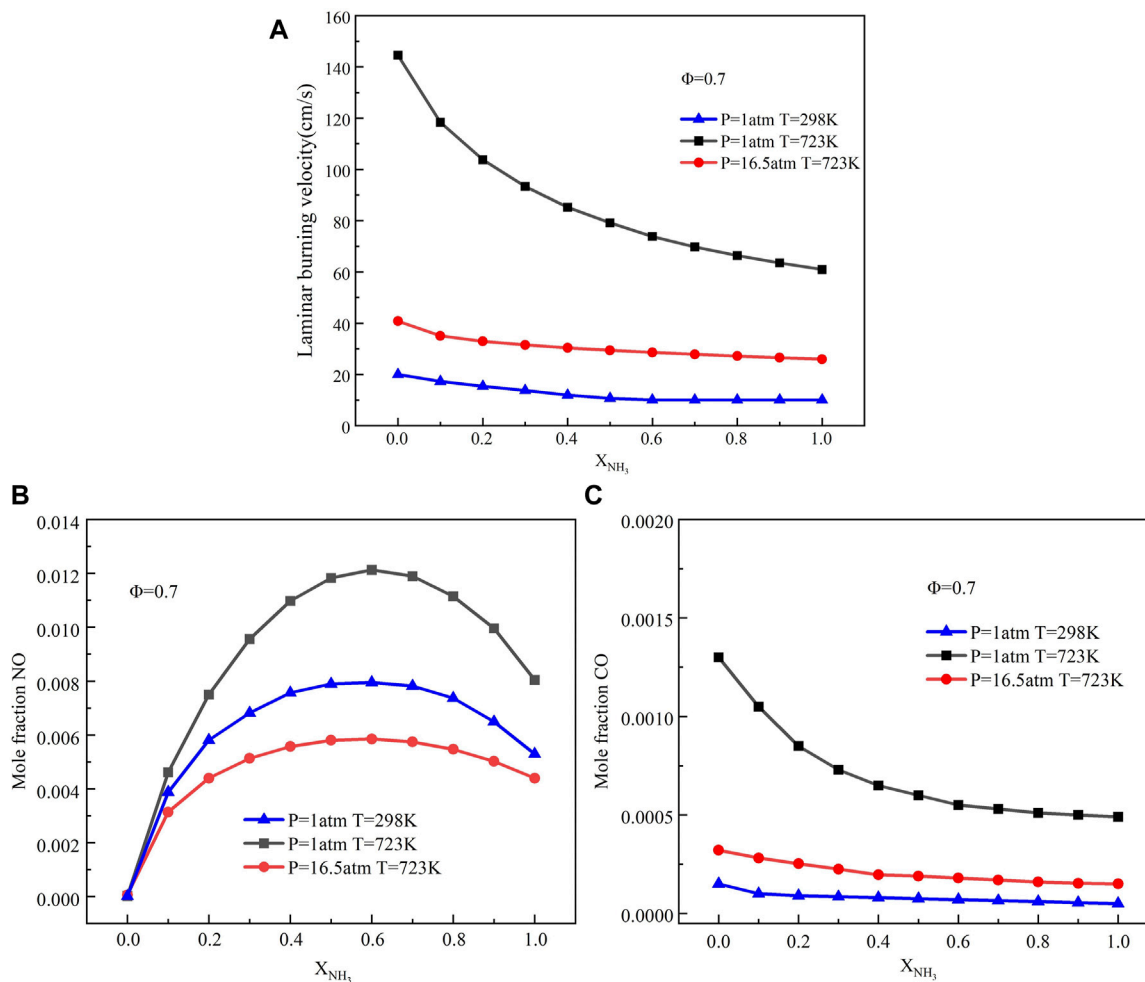 A
160
140
120
100
80
60
40
20
0
Laminar burning velocity(cm/s)
Φ=0.7
P=1atm T=298K
P=1atm T=723K
P=16.5atm T=723K
0.0 0.2 0.4 0.6 0.8 1.0
X_NH₃
B
0.014
0.012
0.010
0.008
0.006
0.004
0.002
0.000
Mole fraction NO
Φ=0.7
P=1atm T=298K
P=1atm T=723K
P=16.5atm T=723K
0.0 0.2 0.4 0.6 0.8 1.0
X_NH₃
C
0.0020
0.0015
0.0010
0.0005
0.0000
Mole fraction CO
Φ=0.7
P=1atm T=298K
P=1atm T=723K
P=16.5atm T=723K
0.0 0.2 0.4 0.6 0.8 1.0
X_NH₃